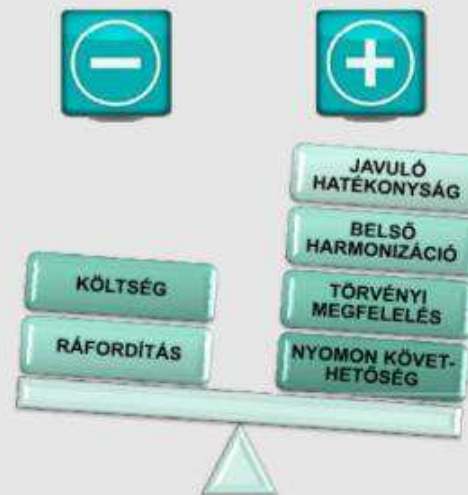 KÖLTSÉG
RÁFORDÍTÁS
JAVULÓ
HATÉKONYSÁG
BELSŐ
HARMONIZÁCIÓ
TÖRVÉNYI
MEGFELELÉS
NYOMON KÖVET-
HETŐSÉG